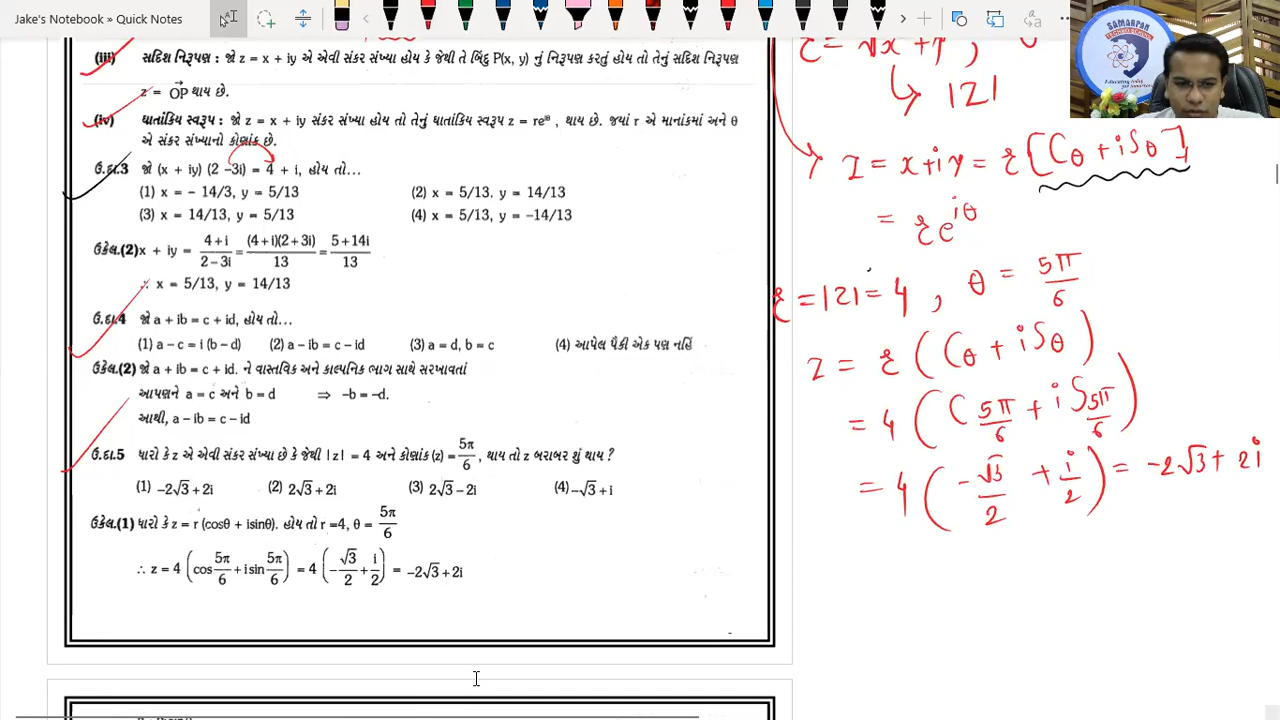 Jake's Notebook » Quick Notes
(iii) સદિશ નિરૂપણ : જો z = x + iy એ એવી સંકર સંખ્યા હોય કે જેથી તે બિંદુ P(x, y) નું નિરૂપણ કરતું હોય તો તેનું સદિશ નિરૂપણ
z = OP⃗ થાય છે.
(iv) ઘાતાંકિય સ્વરૂપ : જો z = x + iy સંકર સંખ્યા હોય તો તેનું ઘાતાંકિય સ્વરૂપ z = re^iθ , થાય છે. જ્યાં r એ માનાંકમાં અને θ
એ સંકર સંખ્યાનો કોણાંક છે.
ઉ.દા.3 જો (x + iy) (2 –3i) = 4 + i, હોય તો...
(1) x = – 14/3, y = 5/13 (2) x = 5/13. y = 14/13
(3) x = 14/13, y = 5/13 (4) x = 5/13, y = –14/13
ઉકેલ.(2) x + iy = (4 + i)/(2 – 3i) = (4 + i)(2 + 3i)/13 = (5 + 14i)/13
∴ x = 5/13, y = 14/13
ઉ.દા.4 જો a + ib = c + id, હોય તો...
(1) a – c = i (b – d) (2) a – ib = c – id (3) a = d, b = c (4) આપેલ પૈકી એક પણ નહિં
ઉકેલ.(2) જો a + ib = c + id. ને વાસ્તવિક અને કાલ્પનિક ભાગ સાથે સરખાવતાં
આપણને a = c અને b = d ⇒ –b = –d.
આથી, a – ib = c – id
ઉ.દા.5 ધારો કે z એ એવી સંકર સંખ્યા છે કે જેથી |z| = 4 અને કોણાંક (z) = 5π/6 , થાય તો z બરાબર શું થાય ?
(1) –2√3 + 2i (2) 2√3 + 2i (3) 2√3 – 2i (4) –√3 + i
ઉકેલ.(1) ધારો કે z = r (cosθ + isinθ). હોય તો r = 4, θ = 5π/6
∴ z = 4 (cos 5π/6 + i sin 5π/6) = 4 (–√3/2 + i/2) = –2√3 + 2i
↳ |z|
z = x + iy = r [Cθ + i Sθ]
= r e^iθ
r = |z| = 4 , θ = 5π/6
z = r (Cθ + i Sθ)
= 4 (C 5π/6 + i S 5π/6)
= 4 (–√3/2 + i/2) = –2√3 + 2i
SAMARPAN